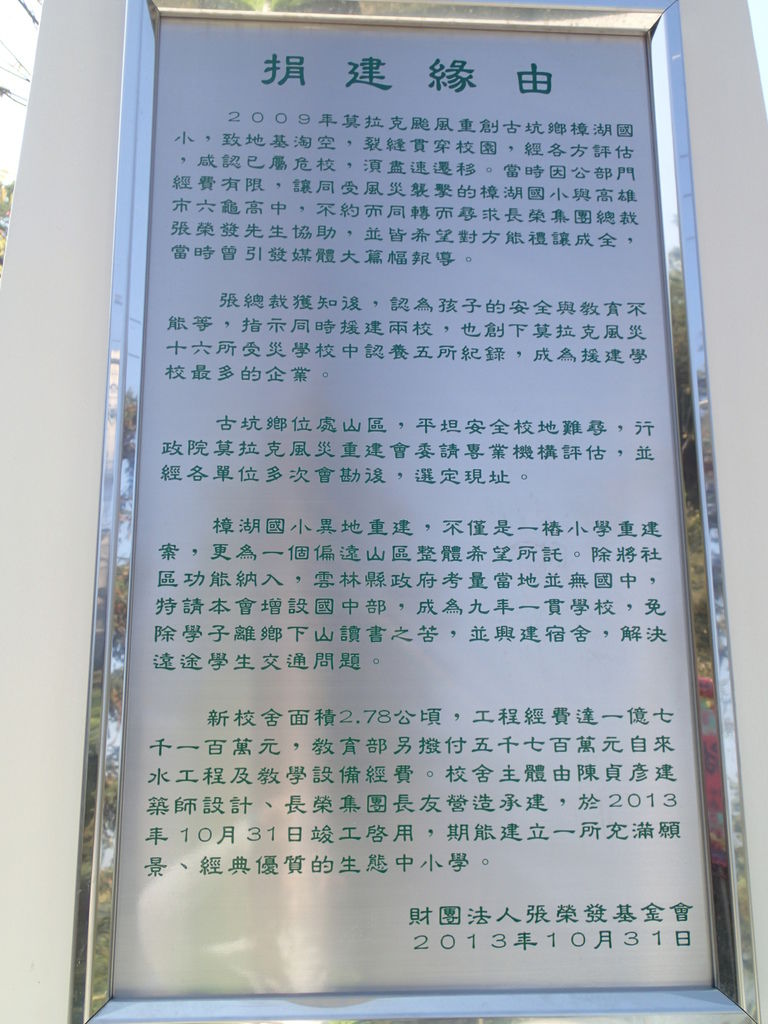 捐建緣由
2009年莫拉克颱風重創古坑鄉樟湖國
小，致地基淘空，裂縫貫穿校園，經各方評估
，咸認已屬危校，須盡速遷移。當時因公部門
經費有限，讓同受風災襲擊的樟湖國小與高雄
市六龜高中，不約而同轉而尋求長榮集團總裁
張榮發先生協助，並皆希望對方能禮讓成全，
當時曾引發媒體大篇幅報導。
張總裁獲知後，認為孩子的安全與教育不
能等，指示同時援建兩校，也創下莫拉克風災
十六所受災學校中認養五所紀錄，成為援建學
校最多的企業。
古坑鄉位處山區，平坦安全校地難尋，行
政院莫拉克風災重建會委請專業機構評估，並
經各單位多次會勘後，選定現址。
樟湖國小異地重建，不僅是一樁小學重建
案，更為一個偏遠山區整體希望所託。除將社
區功能納入，雲林縣政府考量當地並無國中，
特請本會增設國中部，成為九年一貫學校，免
除學子離鄉下山讀書之苦，並興建宿舍，解決
遠途學生交通問題。
新校舍面積2.78公頃，工程經費達一億七
千一百萬元，教育部另撥付五千七百萬元自來
水工程及教學設備經費。校舍主體由陳貞彥建
築師設計、長榮集團長友營造承建，於2013
年10月31日竣工啓用，期能建立一所充滿願
景、經典優質的生態中小學。
財團法人張榮發基金會
2013年10月31日